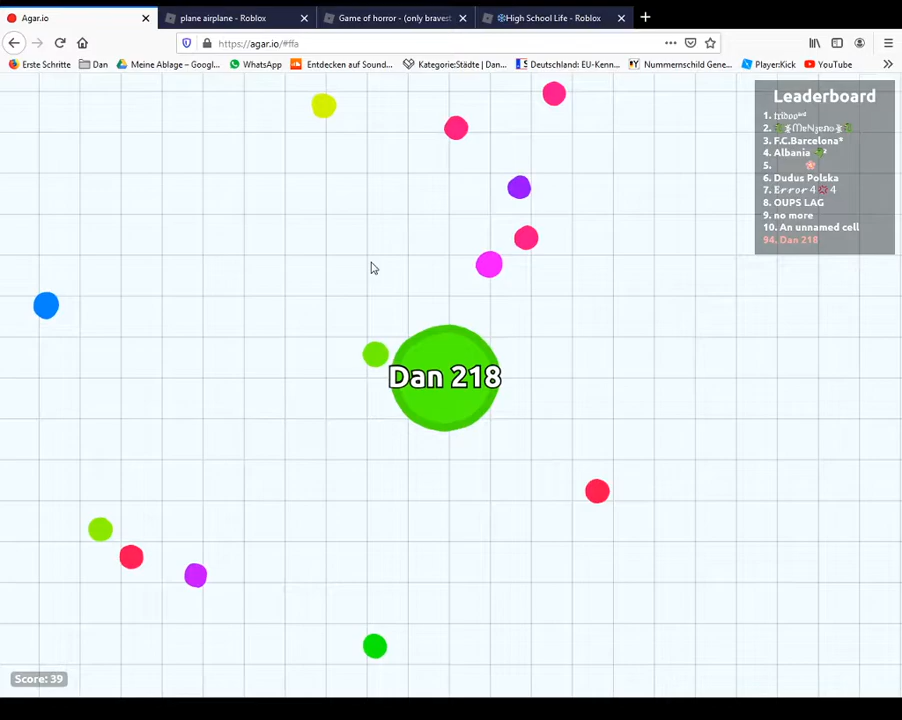 Agar.io
plane airplane - Roblox
Game of horror - (only bravest
❄High School Life - Roblox
https://agar.io/#ffa
Erste Schritte
Dan
Meine Ablage – Googl...
WhatsApp
Entdecken auf Sound...
Kategorie:Städte | Dan...
Deutschland: EU-Kenn...
Nummernschild Gene...
Player:Kick
YouTube
Leaderboard
3. F.C.Barcelona*
4. Albania
5.
6. Dudus Polska
7. E𝓇𝓇𝑜𝓇 4 4
8. OUPS LAG
9. no more
10. An unnamed cell
94. Dan 218
Dan 218
Score: 39